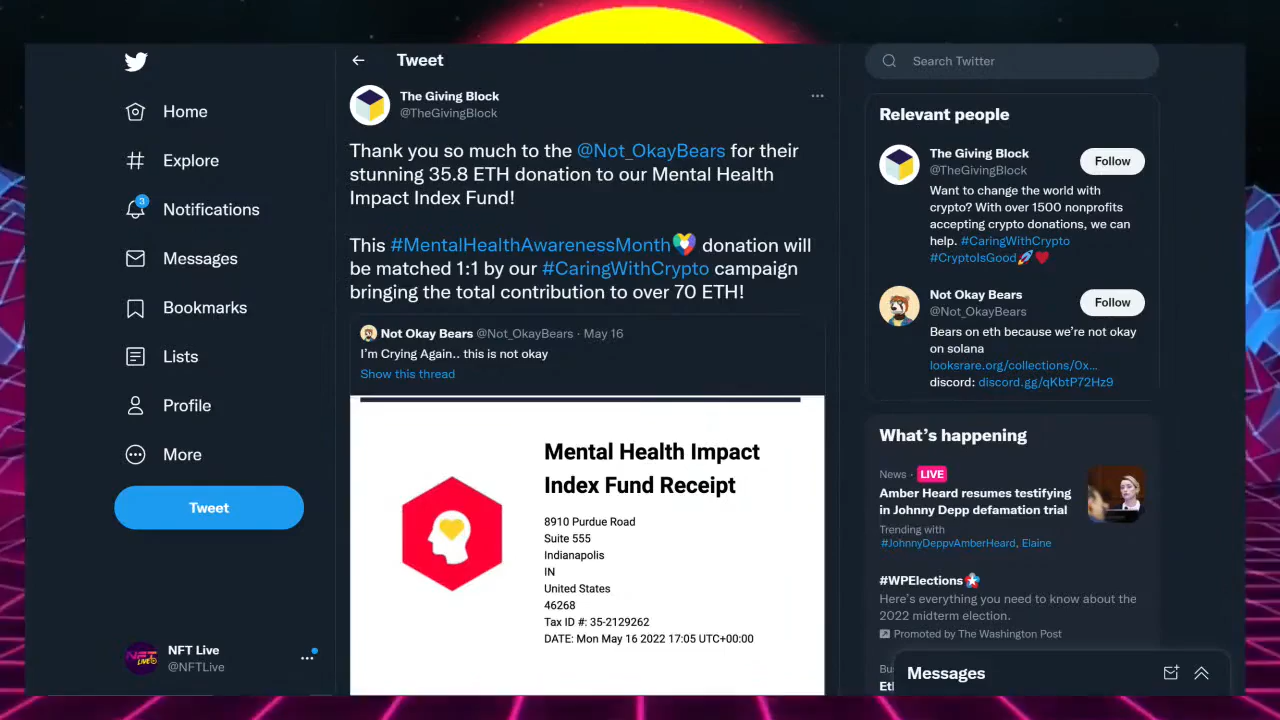 Home
Explore
3
Notifications
Messages
Bookmarks
Lists
Profile
More
Tweet
NFT Live
@NFTLive
Tweet
The Giving Block
@TheGivingBlock
Thank you so much to the @Not_OkayBears for their
stunning 35.8 ETH donation to our Mental Health
Impact Index Fund!
This #MentalHealthAwarenessMonth donation will
be matched 1:1 by our #CaringWithCrypto campaign
bringing the total contribution to over 70 ETH!
Not Okay Bears @Not_OkayBears · May 16
I'm Crying Again.. this is not okay
Show this thread
Mental Health Impact
Index Fund Receipt
8910 Purdue Road
Suite 555
Indianapolis
IN
United States
46268
Tax ID #: 35-2129262
DATE: Mon May 16 2022 17:05 UTC+00:00
Search Twitter
Relevant people
The Giving Block
@TheGivingBlock
Follow
Want to change the world with
crypto? With over 1500 nonprofits
accepting crypto donations, we can
help. #CaringWithCrypto
#CryptoIsGood
Not Okay Bears
@Not_OkayBears
Follow
Bears on eth because we're not okay
on solana
looksrare.org/collections/0x...
discord: discord.gg/qKbtP72Hz9
What's happening
News · LIVE
Amber Heard resumes testifying
in Johnny Depp defamation trial
Trending with
#JohnnyDeppvAmberHeard, Elaine
#WPElections
Here's everything you need to know about the
2022 midterm election.
Promoted by The Washington Post
Messages